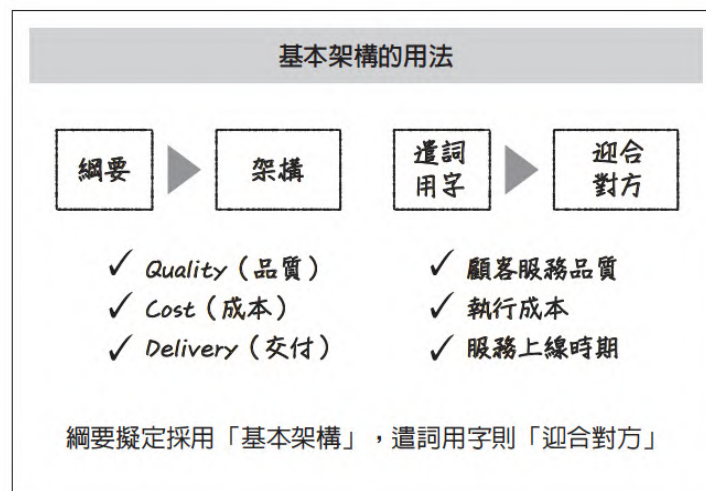 基本架構的用法
綱要
架構
✓ Quality（品質）
✓ Cost（成本）
✓ Delivery（交付）
遣詞
用字
迎合
對方
✓ 顧客服務品質
✓ 執行成本
✓ 服務上線時期
綱要擬定採用「基本架構」，遣詞用字則「迎合對方」